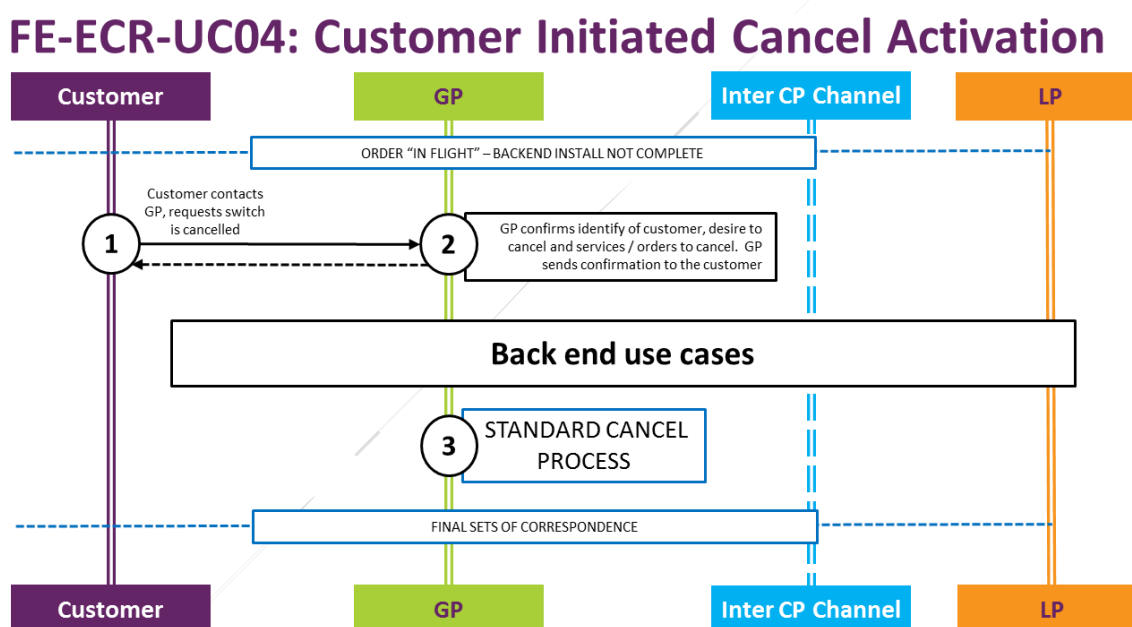 FE-ECR-UC04: Customer Initiated Cancel Activation
Customer
GP
Inter CP Channel
LP
ORDER “IN FLIGHT” – BACKEND INSTALL NOT COMPLETE
Customer contacts
GP, requests switch
is cancelled
1
2
GP confirms identify of customer, desire to
cancel and services / orders to cancel. GP
sends confirmation to the customer
Back end use cases
3
STANDARD CANCEL
PROCESS
FINAL SETS OF CORRESPONDENCE
Customer
GP
Inter CP Channel
LP